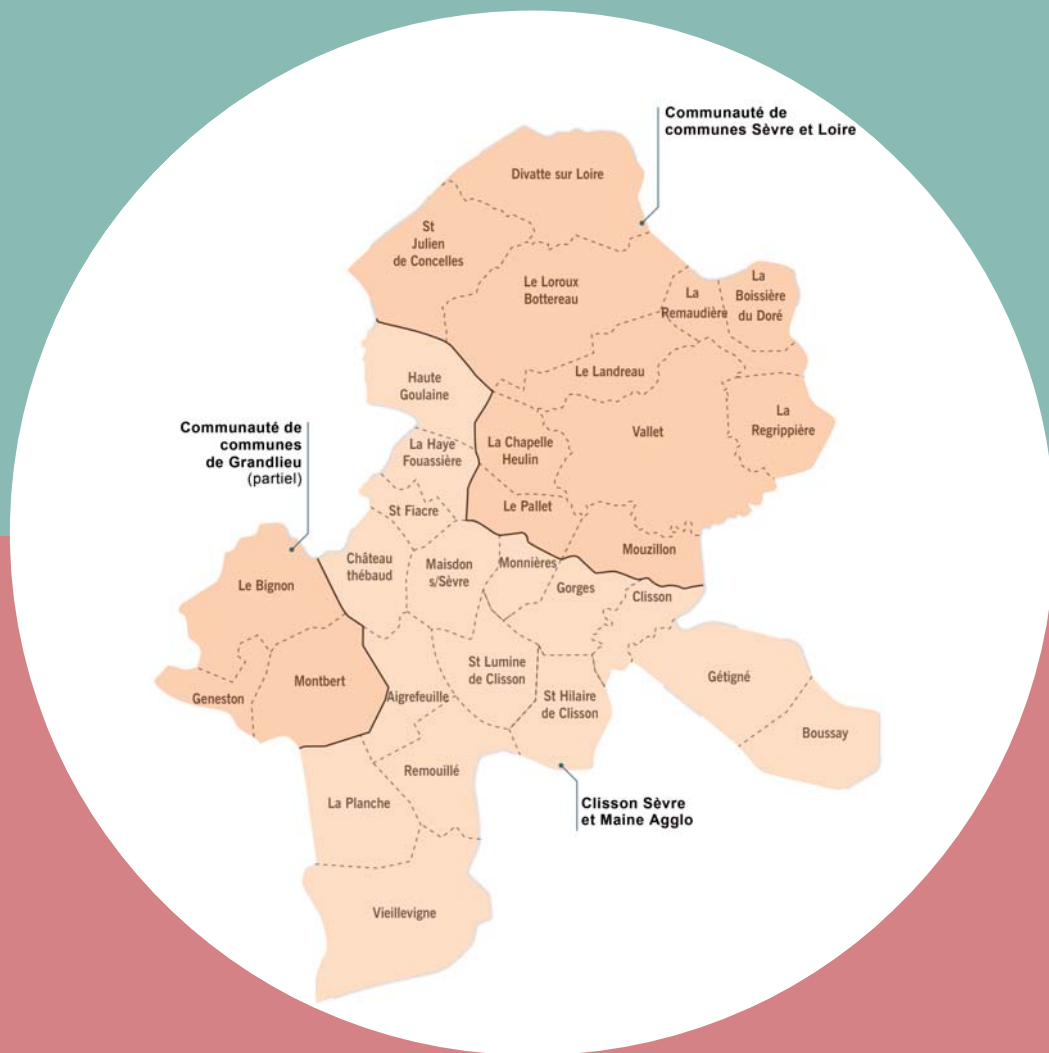 Communauté de
communes Sèvre et Loire
Divatte sur Loire
St
Julien
de Concelles
Le Loroux
Bottereau
La
Remaudière
La
Boissière
du Doré
Le Landreau
Haute
Goulaine
La
Regrippière
Vallet
Communauté de
communes
de Grandlieu
(partiel)
La Haye
Fouassière
La Chapelle
Heulin
Le Pallet
St Fiacre
Mouzillon
Château
thébaud
Maisdon
s/Sèvre
Monnières
Gorges
Clisson
Le Bignon
St Lumine
de Clisson
Gétigné
Montbert
Geneston
Aigrefeuille
St Hilaire
de Clisson
Boussay
Remouillé
La Planche
Clisson Sèvre
et Maine Agglo
Vieillevigne